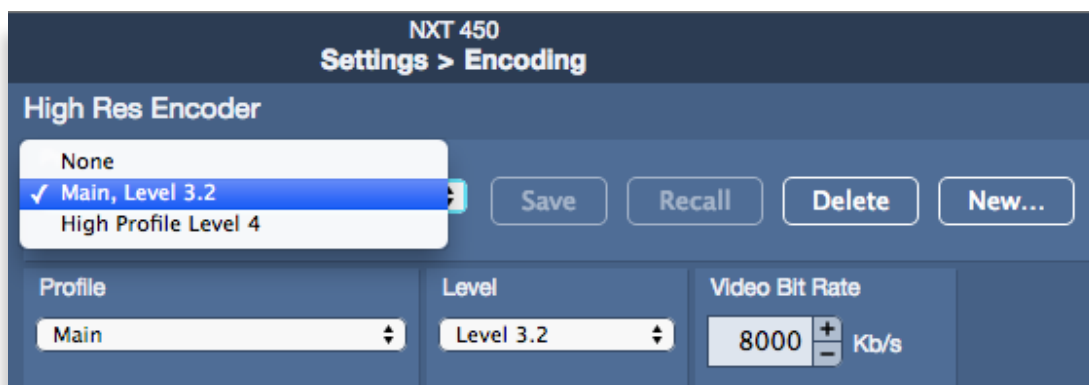 NXT 450
Settings > Encoding
High Res Encoder
None
✓ Main, Level 3.2
High Profile Level 4
Save Recall Delete New...
Profile Level Video Bit Rate
Main Level 3.2 8000 + − Kb/s